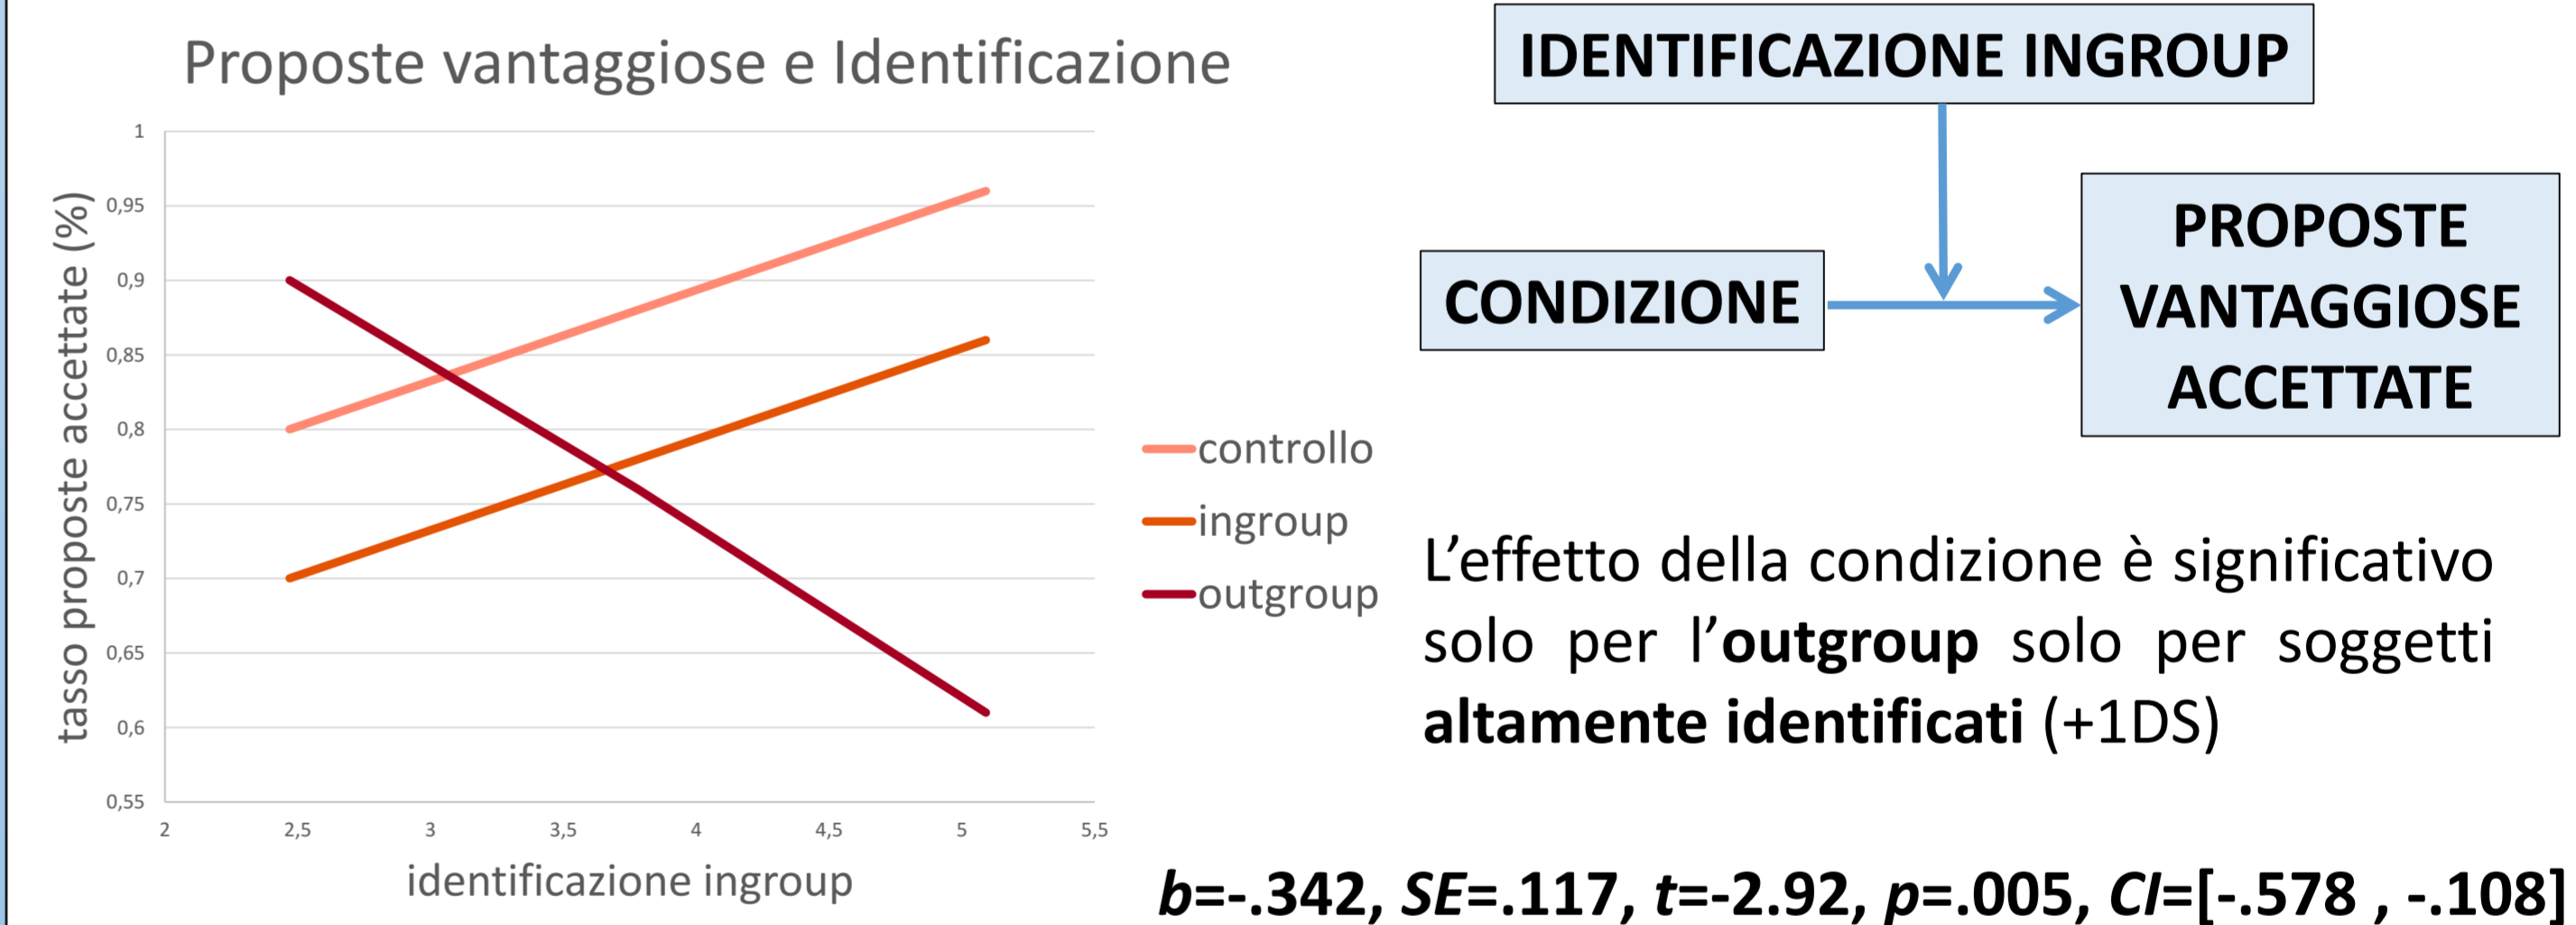 Proposte vantaggiose e Identificazione
tasso proposte accettate (%)
1
0,95
0,9
0,85
0,8
0,75
0,7
0,65
0,6
0,55
2
2,5
3
3,5
4
4,5
5
5,5
identificazione ingroup
controllo
ingroup
outgroup
IDENTIFICAZIONE INGROUP
CONDIZIONE
PROPOSTE
VANTAGGIOSE
ACCETTATE
L’effetto della condizione è significativo
solo per l’outgroup solo per soggetti
altamente identificati (+1DS)
b=-.342, SE=.117, t=-2.92, p=.005, CI=[-.578 , -.108]